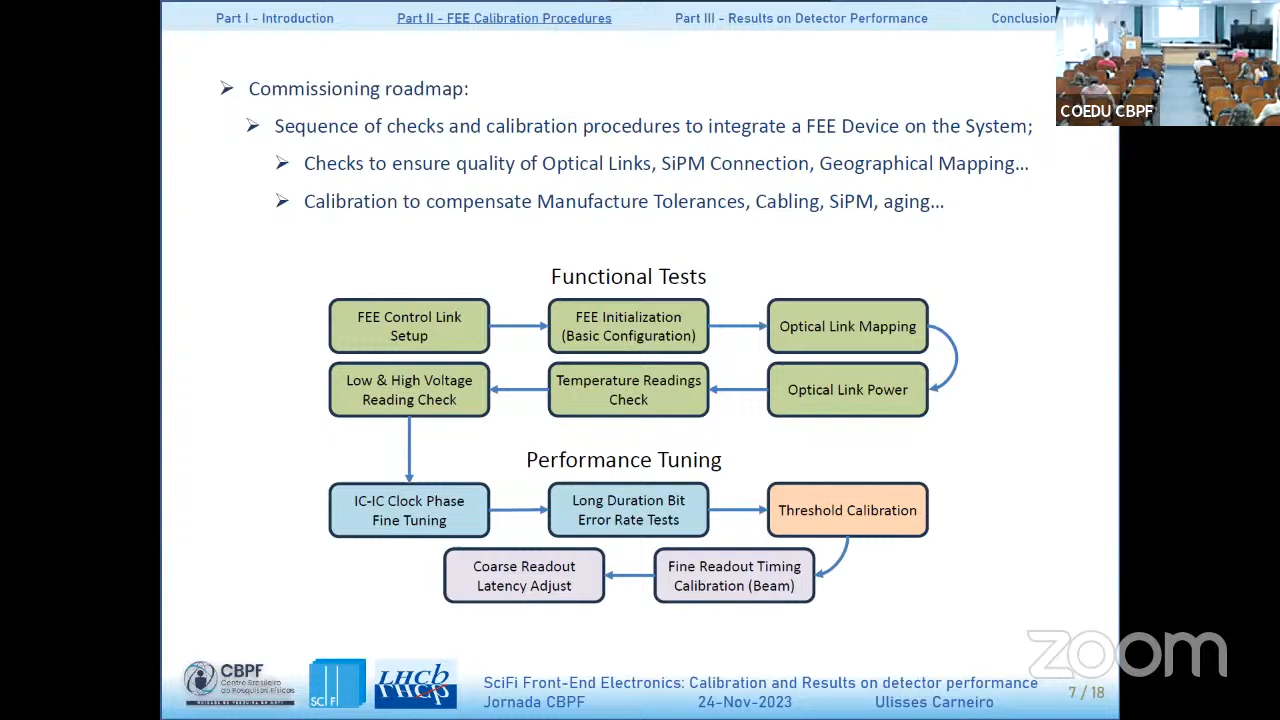 Part I - Introduction
Part II - FEE Calibration Procedures
Part III - Results on Detector Performance
Conclusion
COEDU CBPF
Commissioning roadmap:
Sequence of checks and calibration procedures to integrate a FEE Device on the System;
Checks to ensure quality of Optical Links, SiPM Connection, Geographical Mapping...
Calibration to compensate Manufacture Tolerances, Cabling, SiPM, aging...
Functional Tests
FEE Control Link
Setup
FEE Initialization
(Basic Configuration)
Optical Link Mapping
Optical Link Power
Temperature Readings
Check
Low & High Voltage
Reading Check
Performance Tuning
IC-IC Clock Phase
Fine Tuning
Long Duration Bit
Error Rate Tests
Threshold Calibration
Fine Readout Timing
Calibration (Beam)
Coarse Readout
Latency Adjust
CBPF
Centro Brasileiro
de Pesquisas Físicas
SCIFI
LHCb
THCp
SciFi Front-End Electronics: Calibration and Results on detector performance
Jornada CBPF
24-Nov-2023
Ulisses Carneiro
7 / 18
zoom